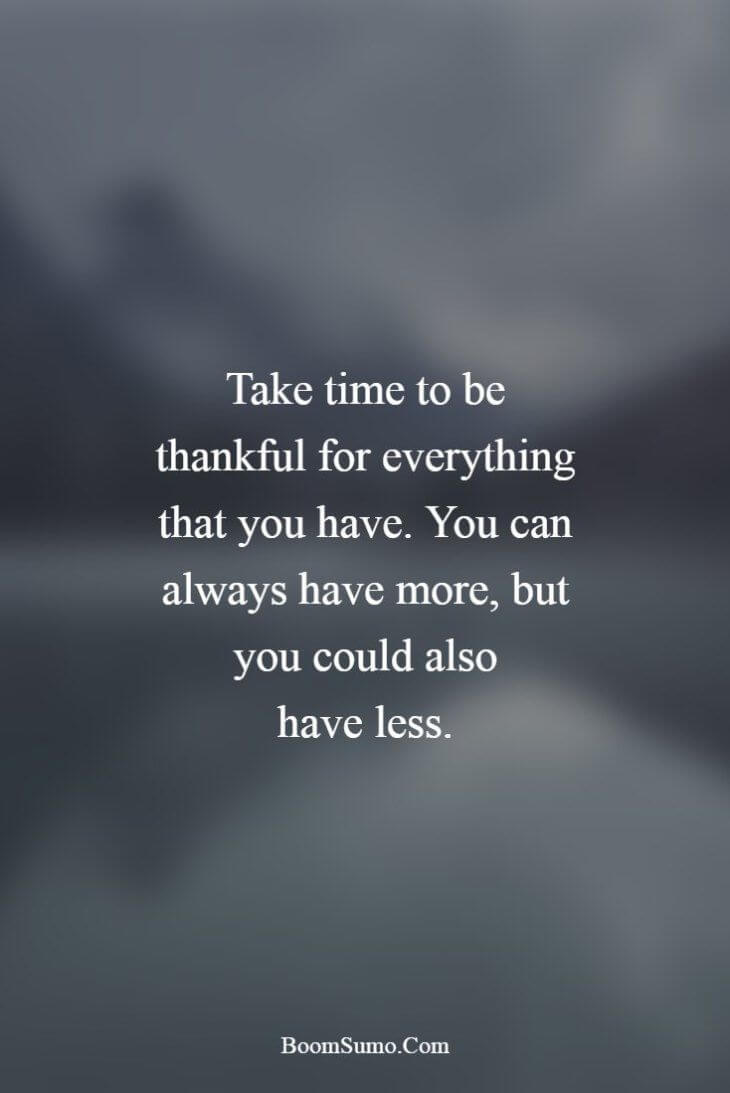 Take time to be
thankful for everything
that you have. You can
always have more, but
you could also
have less.
BoomSumo.Com